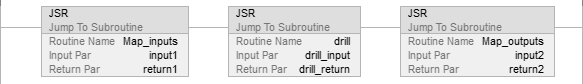 JSR
Jump To Subroutine
Routine Name Map_inputs
Input Par input1
Return Par return1
JSR
Jump To Subroutine
Routine Name drill
Input Par drill_input
Return Par drill_return
JSR
Jump To Subroutine
Routine Name Map_outputs
Input Par input2
Return Par return2